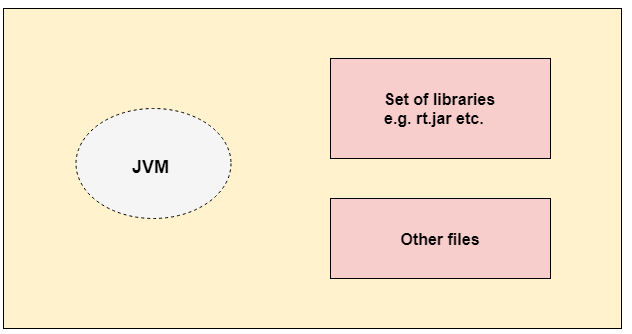 JVM
Set of libraries
e.g. rt.jar etc.
Other files